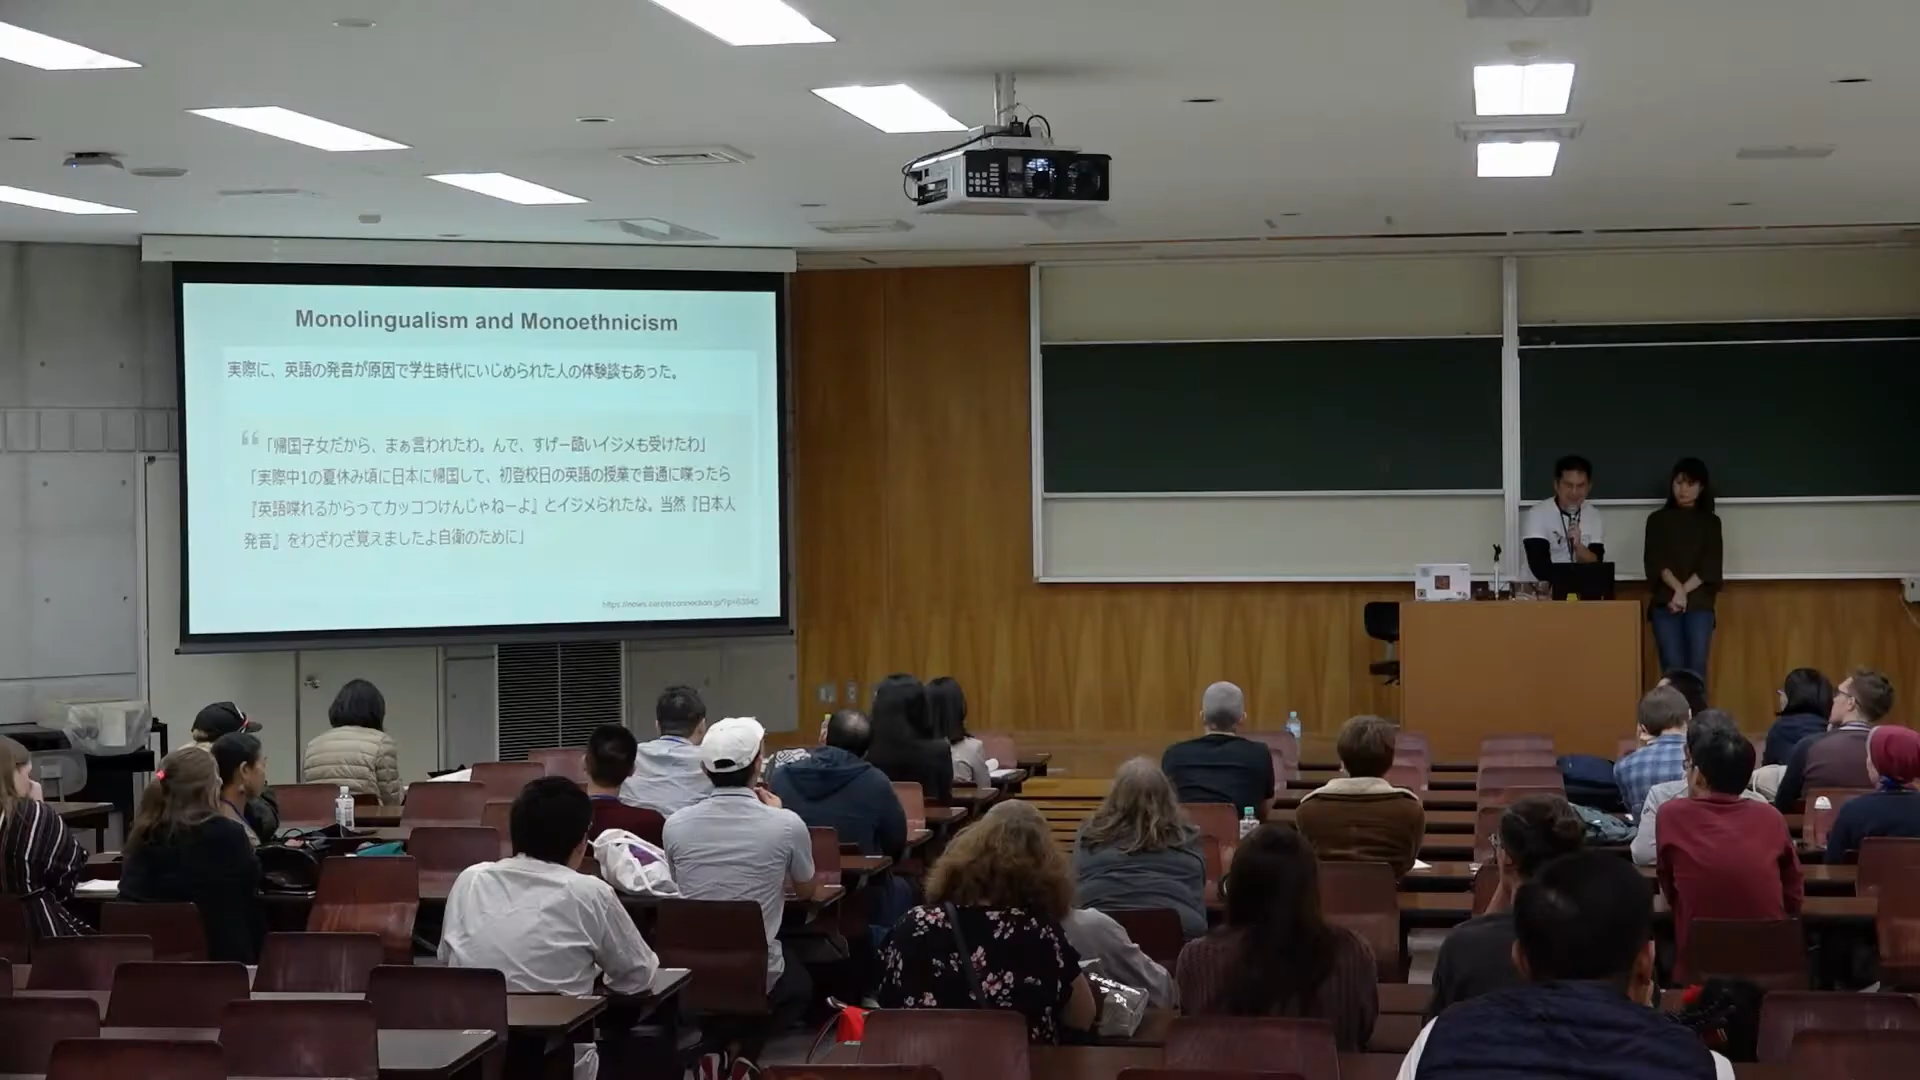 Monolingualism and Monoethnicism
実際に、英語の発音が原因で学生時代にいじめられた人の体験談もあった。
“「帰国子女だから、まぁ言われたわ。んで、すげー酷いイジメも受けたわ」
「実際中1の夏休み頃に日本に帰国して、初登校日の英語の授業で普通に喋ったら
『英語喋れるからってカッコつけんじゃねーよ』とイジメられたな。当然『日本人
発音』をわざわざ覚えましたよ自衛のために」